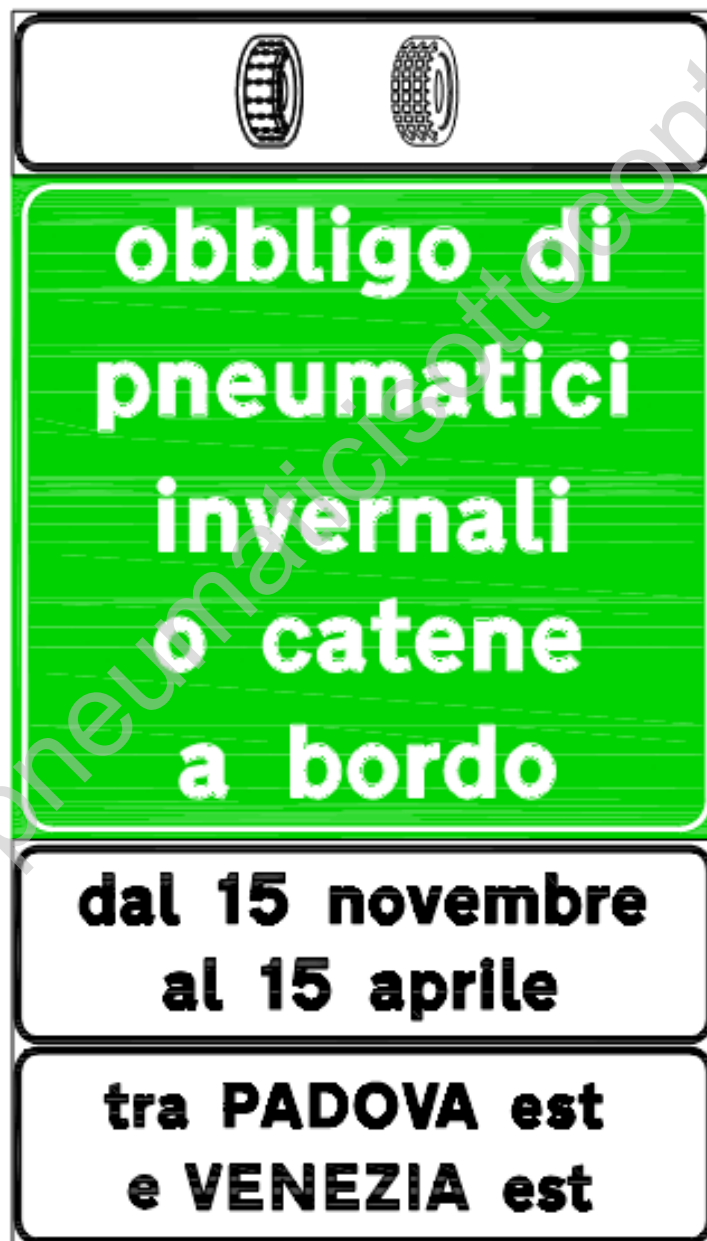 obbligo di
pneumatici
invernali
o catene
a bordo
dal 15 novembre
al 15 aprile
tra PADOVA est
e VENEZIA est